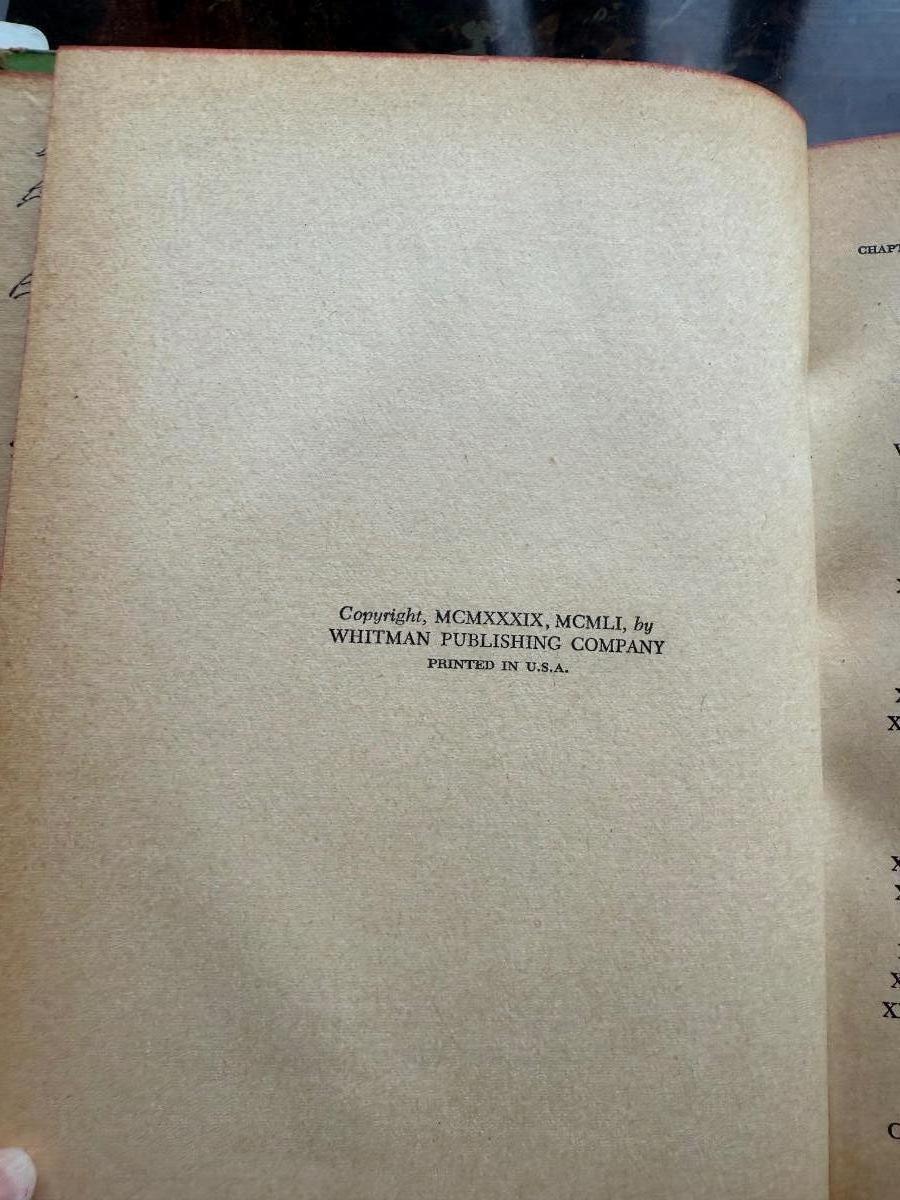 Copyright, MCMXXXIX, MCMLI, by
WHITMAN PUBLISHING COMPANY
PRINTED IN U.S.A.